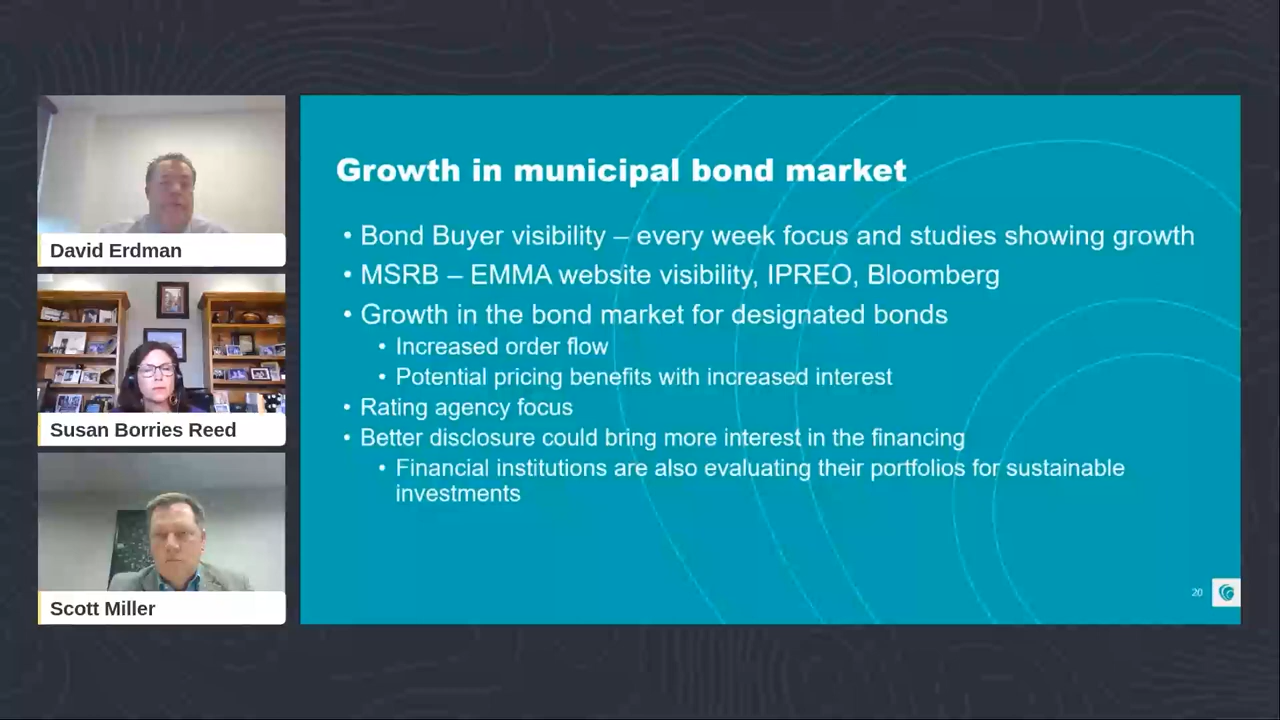 David Erdman
Susan Borries Reed
Scott Miller
Growth in municipal bond market
• Bond Buyer visibility – every week focus and studies showing growth
• MSRB – EMMA website visibility, IPREO, Bloomberg
• Growth in the bond market for designated bonds
• Increased order flow
• Potential pricing benefits with increased interest
• Rating agency focus
• Better disclosure could bring more interest in the financing
• Financial institutions are also evaluating their portfolios for sustainable
investments
20